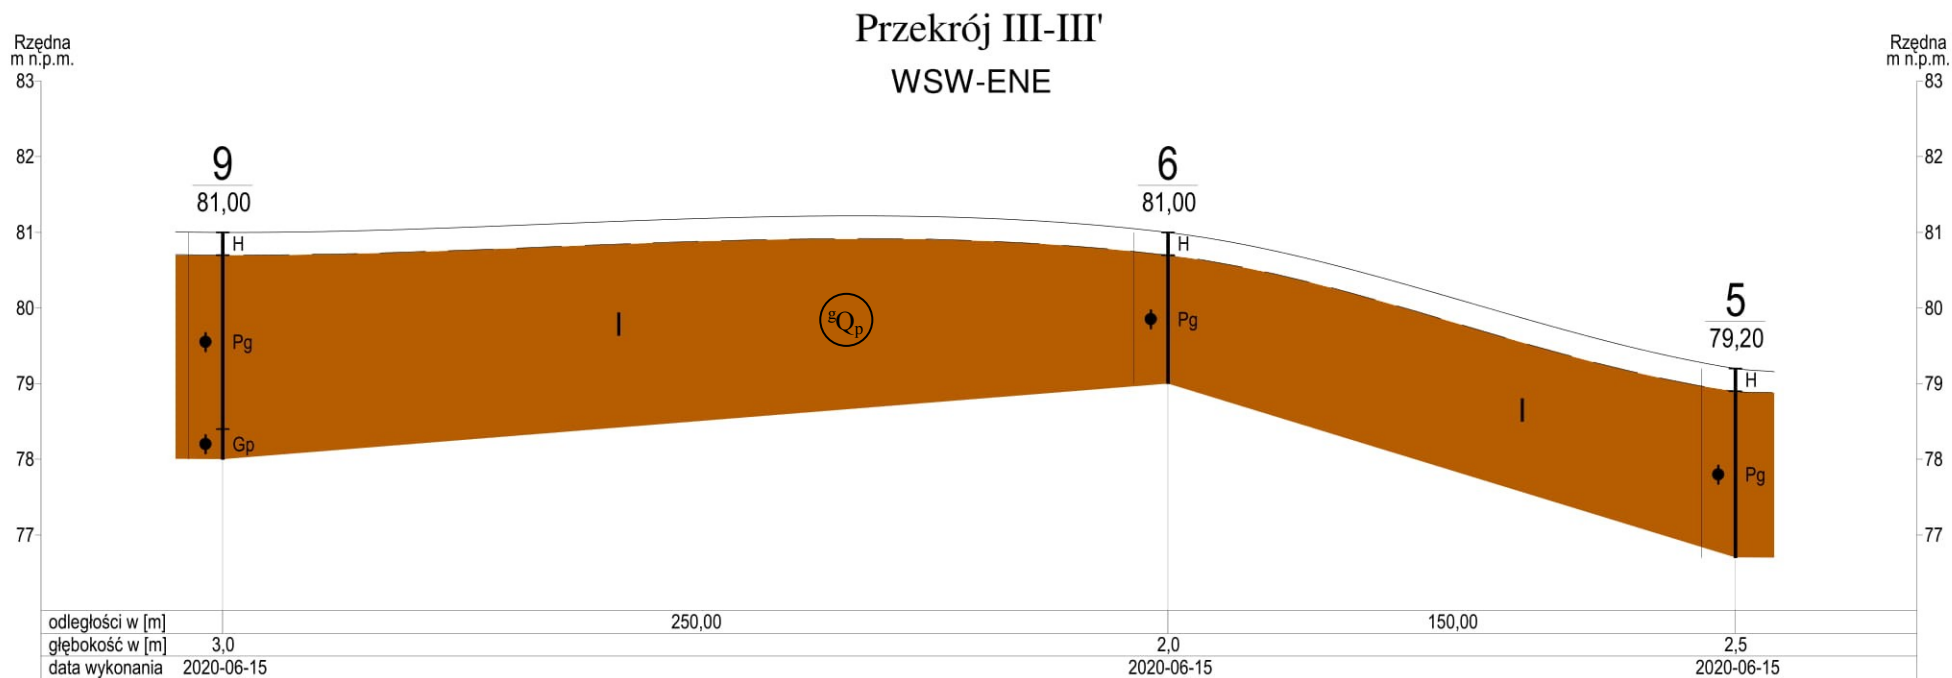 Przekrój III-III'
WSW-ENE
Rzędna
m n.p.m.
Rzędna
m n.p.m.
83
83
82
82
9
81,00
6
81,00
81
81
H
H
80
80
5
79,20
I
gQp
Pg
Pg
79
79
H
I
78
78
Gp
Pg
77
77
odległości w [m] 250,00 150,00
głębokość w [m] 3,0 2,0 2,5
data wykonania 2020-06-15 2020-06-15 2020-06-15